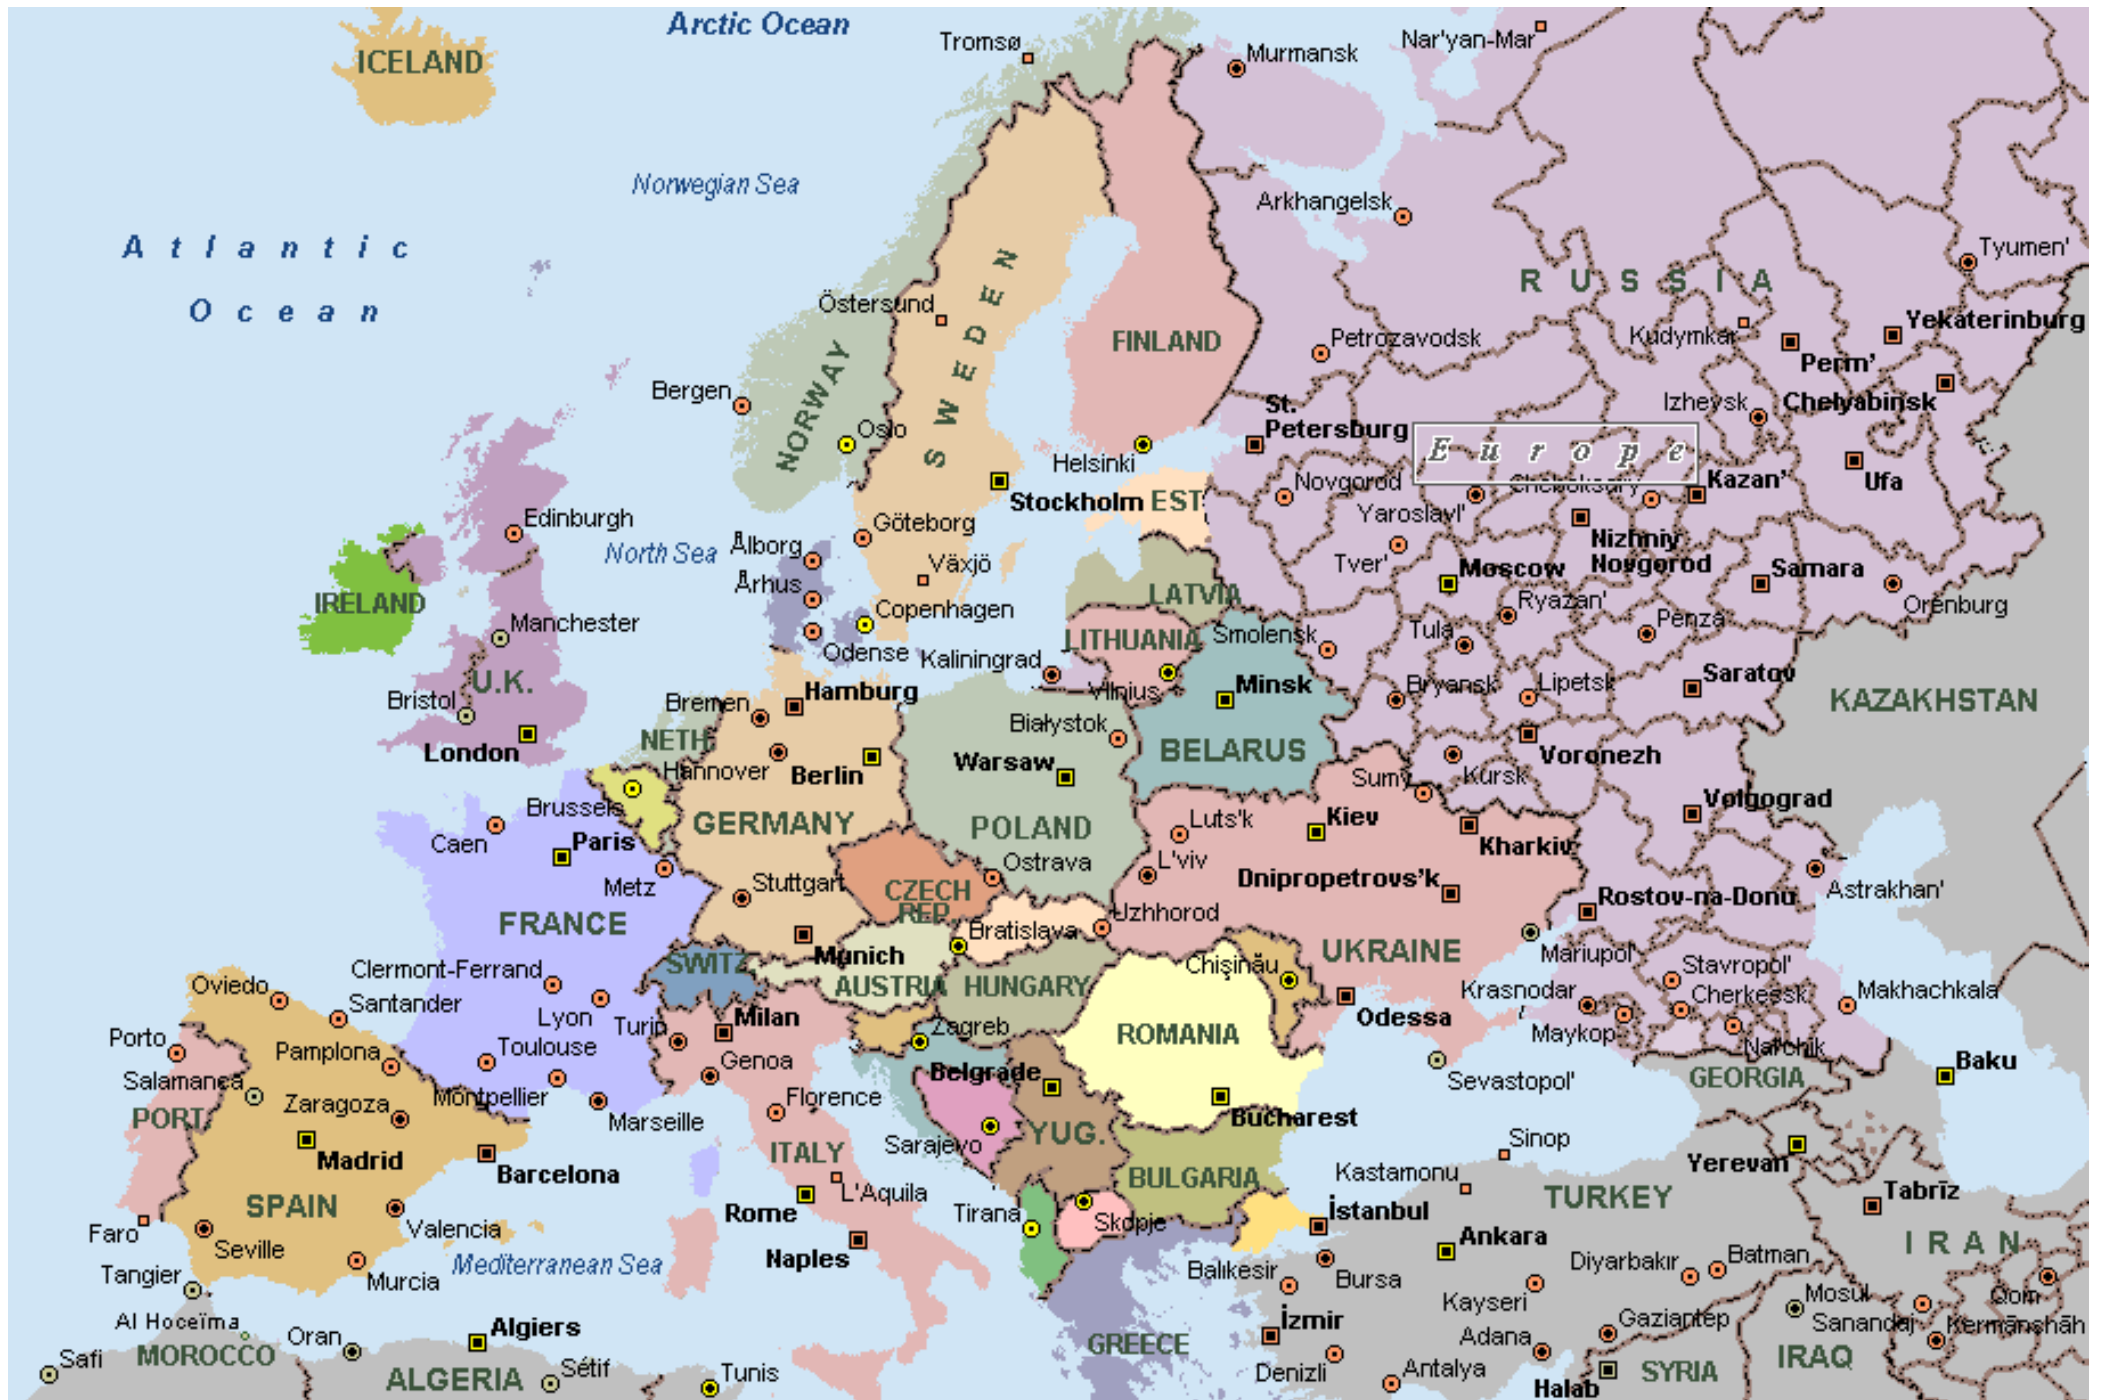 Arctic Ocean
ICELAND
Tromsø
Murmansk
Nar'yan-Mar
Norwegian Sea
Arkhangelsk
Atlantic
Ocean
Tyumen'
RUSSIA
Östersund
SWEDEN
FINLAND
Petrozavodsk
Kudymkar
Yekaterinburg
Perm'
NORWAY
Bergen
Oslo
Helsinki
St.
Petersburg
Izhevsk
Chelyabinsk
Europe
Stockholm
EST
Novgorod
Yaroslavl'
Cheboksary
Kazan'
Ufa
Edinburgh
North Sea
Ålborg
Göteborg
Växjö
Tver'
Nizhniy
Novgorod
Moscow
Samara
Orenburg
IRELAND
Århus
Copenhagen
LATVIA
Ryazan'
Penza
Manchester
Odense
Kaliningrad
LITHUANIA
Smolensk
Tula
U.K.
Bristol
London
Bremen
Hamburg
Vilnius
Minsk
Bryansk
Lipetsk
Saratov
KAZAKHSTAN
NETH
Hannover
Berlin
Białystok
Warsaw
BELARUS
Sumy
Kursk
Voronezh
Brussels
Caen
Paris
GERMANY
POLAND
Luts'k
Kiev
Kharkiv
Volgograd
Metz
Stuttgart
CZECH
REP.
Ostrava
L'viv
Dnipropetrovs'k
Rostov-na-Donu
Astrakhan'
FRANCE
Munich
Bratislava
Uzhhorod
UKRAINE
Mariupol'
SWITZ
AUSTRIA
HUNGARY
Chişinău
Stavropol'
Oviedo
Santander
Clermont-Ferrand
Lyon
Turin
Milan
Zagreb
ROMANIA
Odessa
Krasnodar
Cherkessk
Makhachkala
Maykop
Nal'chik
Porto
Pamplona
Toulouse
Genoa
Belgrade
Sevastopol'
GEORGIA
Baku
Salamanca
PORT.
Zaragoza
Montpellier
Marseille
Florence
Sarajevo
YUG.
Bucharest
Madrid
Barcelona
ITALY
L'Aquila
BULGARIA
Sinop
Kastamonu
Yerevan
SPAIN
Rome
Tirana
Skopje
İstanbul
TURKEY
Tabrīz
Faro
Seville
Valencia
Naples
Ankara
IRAN
Murcia
Mediterranean Sea
Tangier
Balıkesir
Bursa
Kayseri
Diyarbakır
Batman
Mosul
Qom
Al Hoceïma
Oran
Algiers
GREECE
İzmir
Adana
Gaziantep
Sanandaj
Kermānshāh
Safi
MOROCCO
ALGERIA
Sétif
Tunis
Denizli
Antalya
Halab
SYRIA
IRAQ